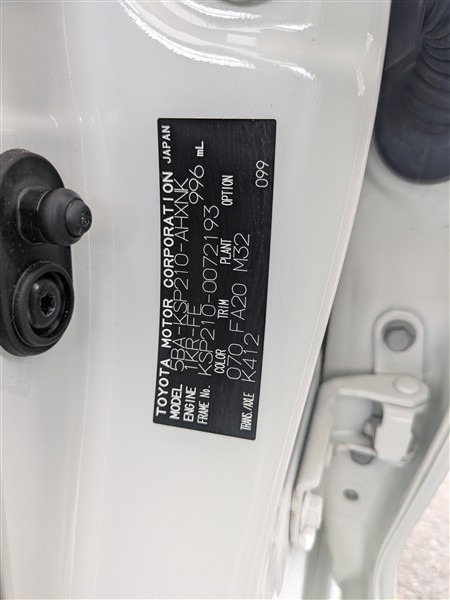 TOYOTA MOTOR CORPORATION JAPAN
MODEL 5BA-KSP210-AHXNK
ENGINE 1KR-FE 996 mL
FRAME No. KSP210-0072193
COLOR TRIM PLANT OPTION
070 FA20 M32 099
TRANS./AXLE K412